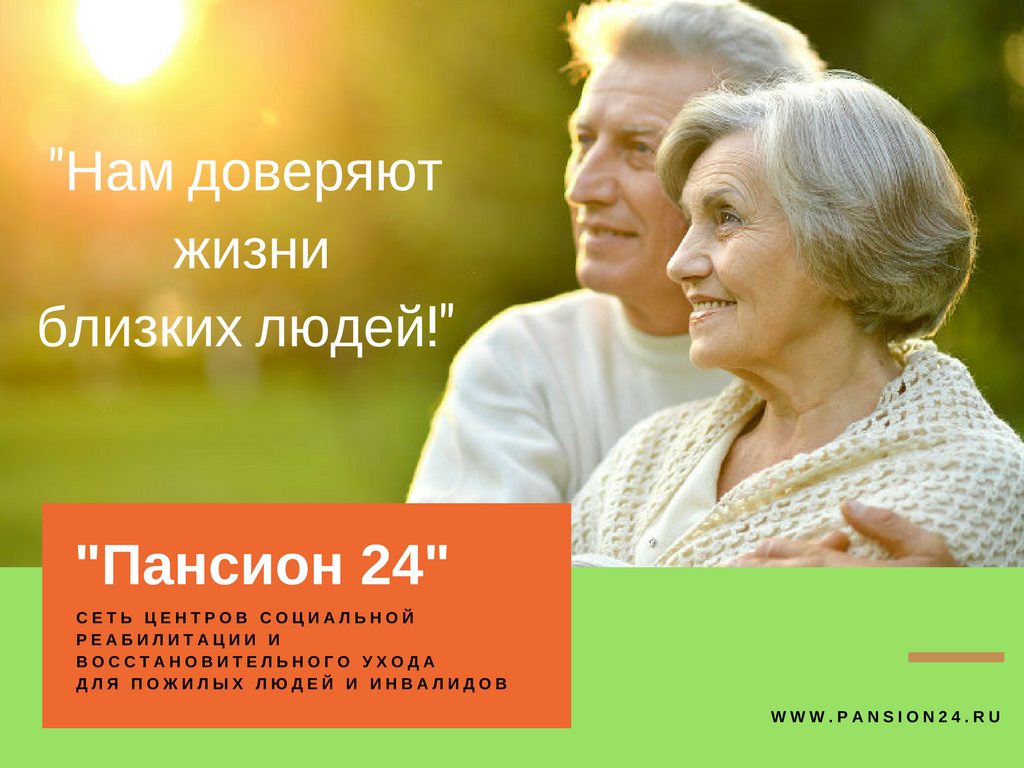 "Нам доверяют
жизни
близких людей!"
"Пансион 24"
СЕТЬ ЦЕНТРОВ СОЦИАЛЬНОЙ
РЕАБИЛИТАЦИИ И
ВОССТАНОВИТЕЛЬНОГО УХОДА
ДЛЯ ПОЖИЛЫХ ЛЮДЕЙ И ИНВАЛИДОВ
WWW.PANSION24.RU